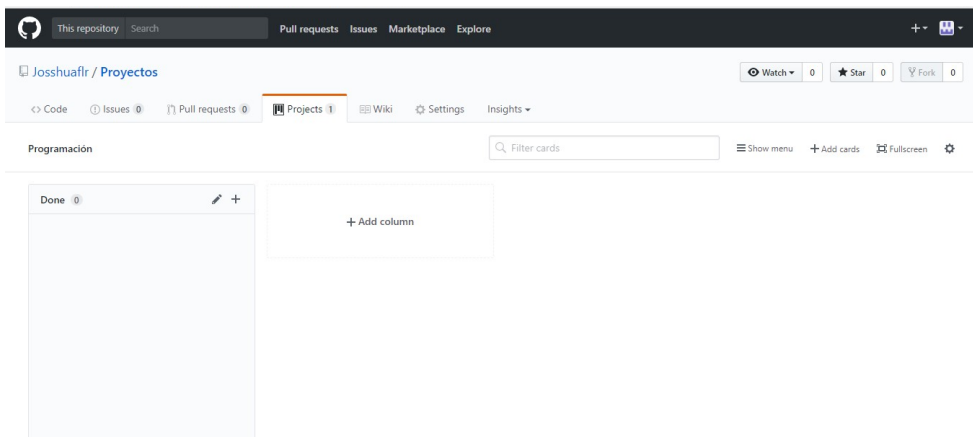 This repository Search Pull requests Issues Marketplace Explore
Josshuaflr / Proyectos Watch 0 Star 0 Fork 0
Code Issues 0 Pull requests 0 Projects 1 Wiki Settings Insights
Programación Filter cards Show menu Add cards Fullscreen
Done 0
Add column